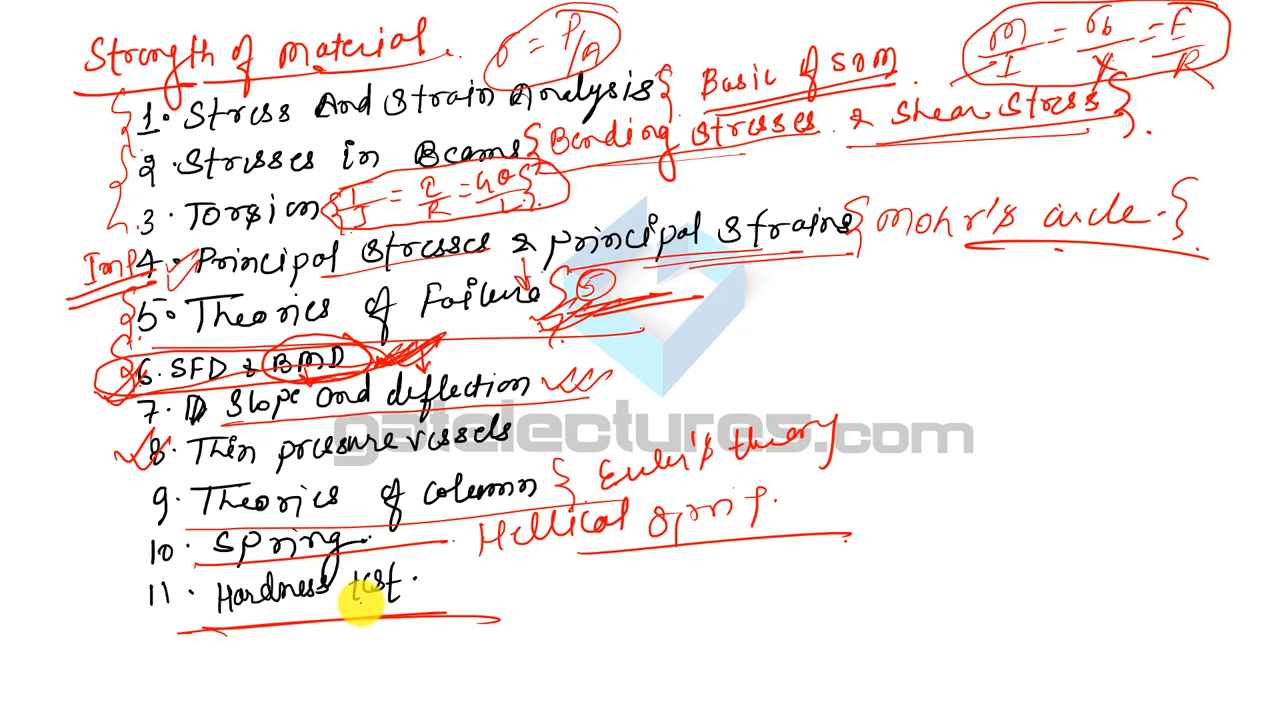 Strength of Material. σ = P/A M/I = σb/Y = E/R
1. Stress And Strain Analysis { Basic of SOM
2. Stresses in Beams { Bending stresses & Shear Stress }.
3. Torsion { T/J = τ/R = Gθ/L }
Imp 4. Principal stresses & principal strains { Mohr's circle. }
5. Theories of Failure { 5
6. SFD & BMD
7. Slope and deflection
8. Thin pressure vessels
gatelectures.com
9. Theories of column { Euler's theory
10. Spring. Hellical spring.
11. Hardness test.